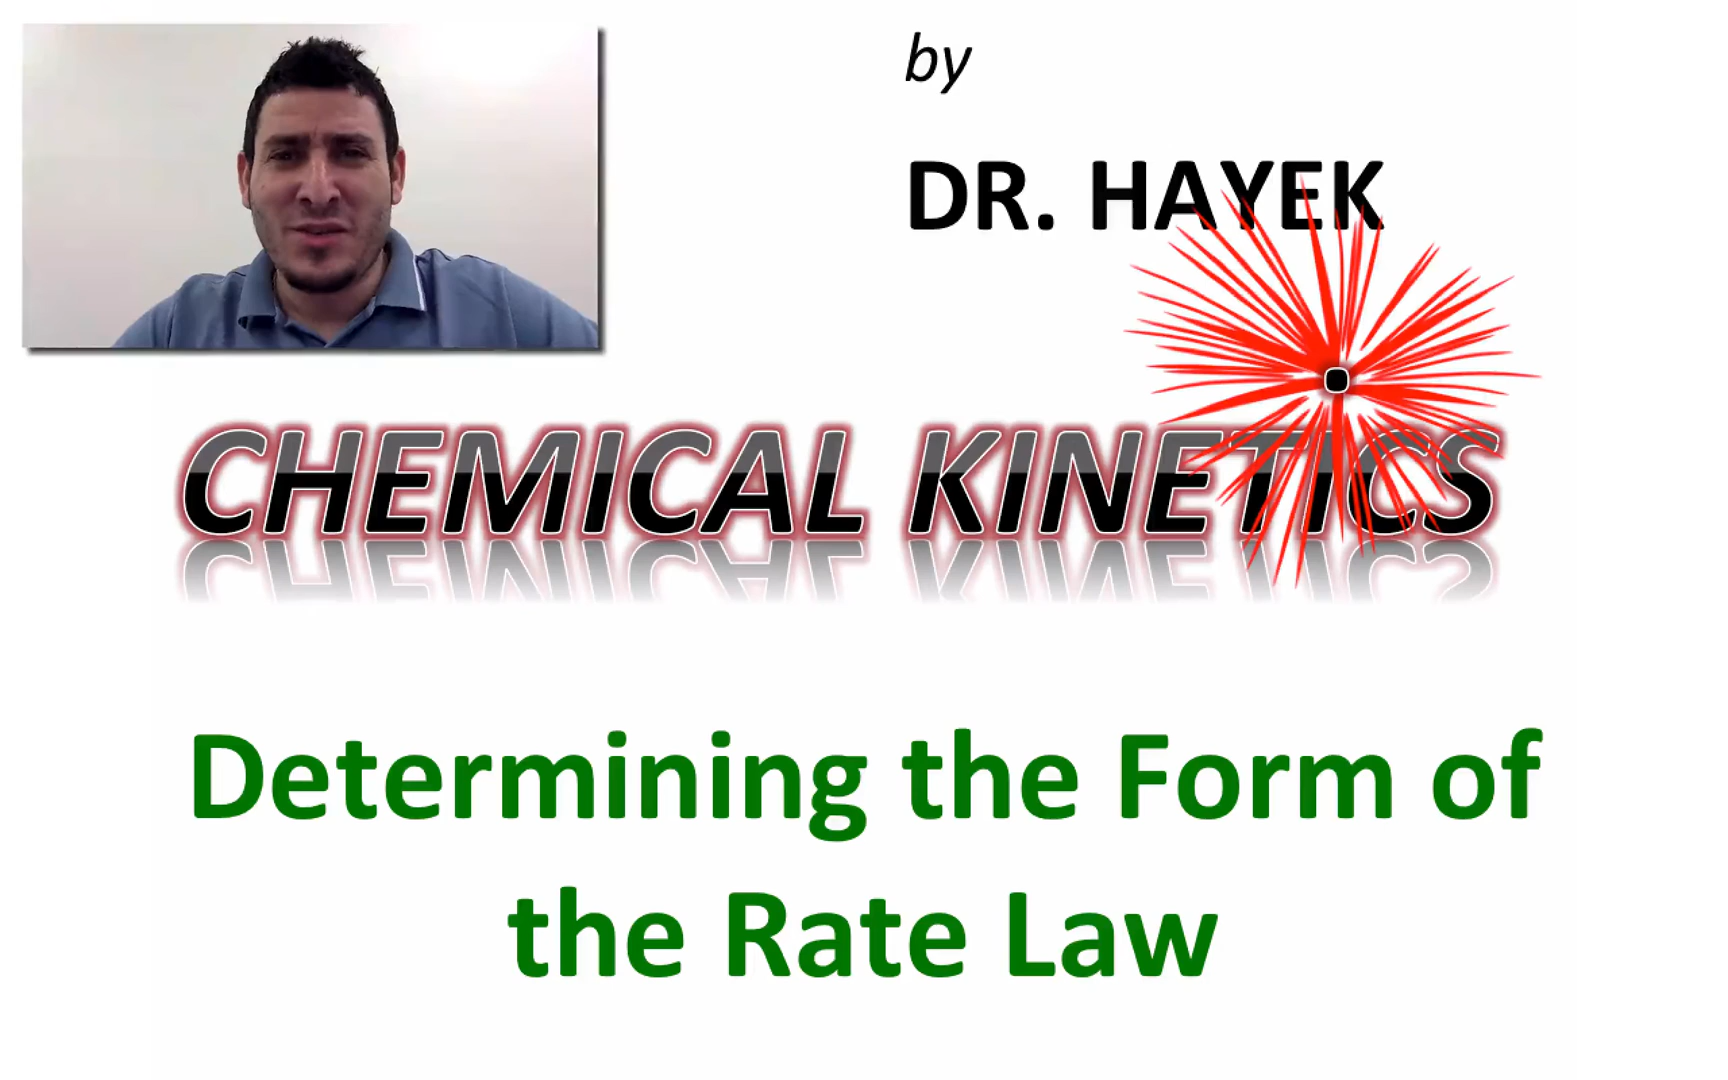 by
DR. HAYEK
CHEMICAL KINETICS
Determining the Form of
the Rate Law